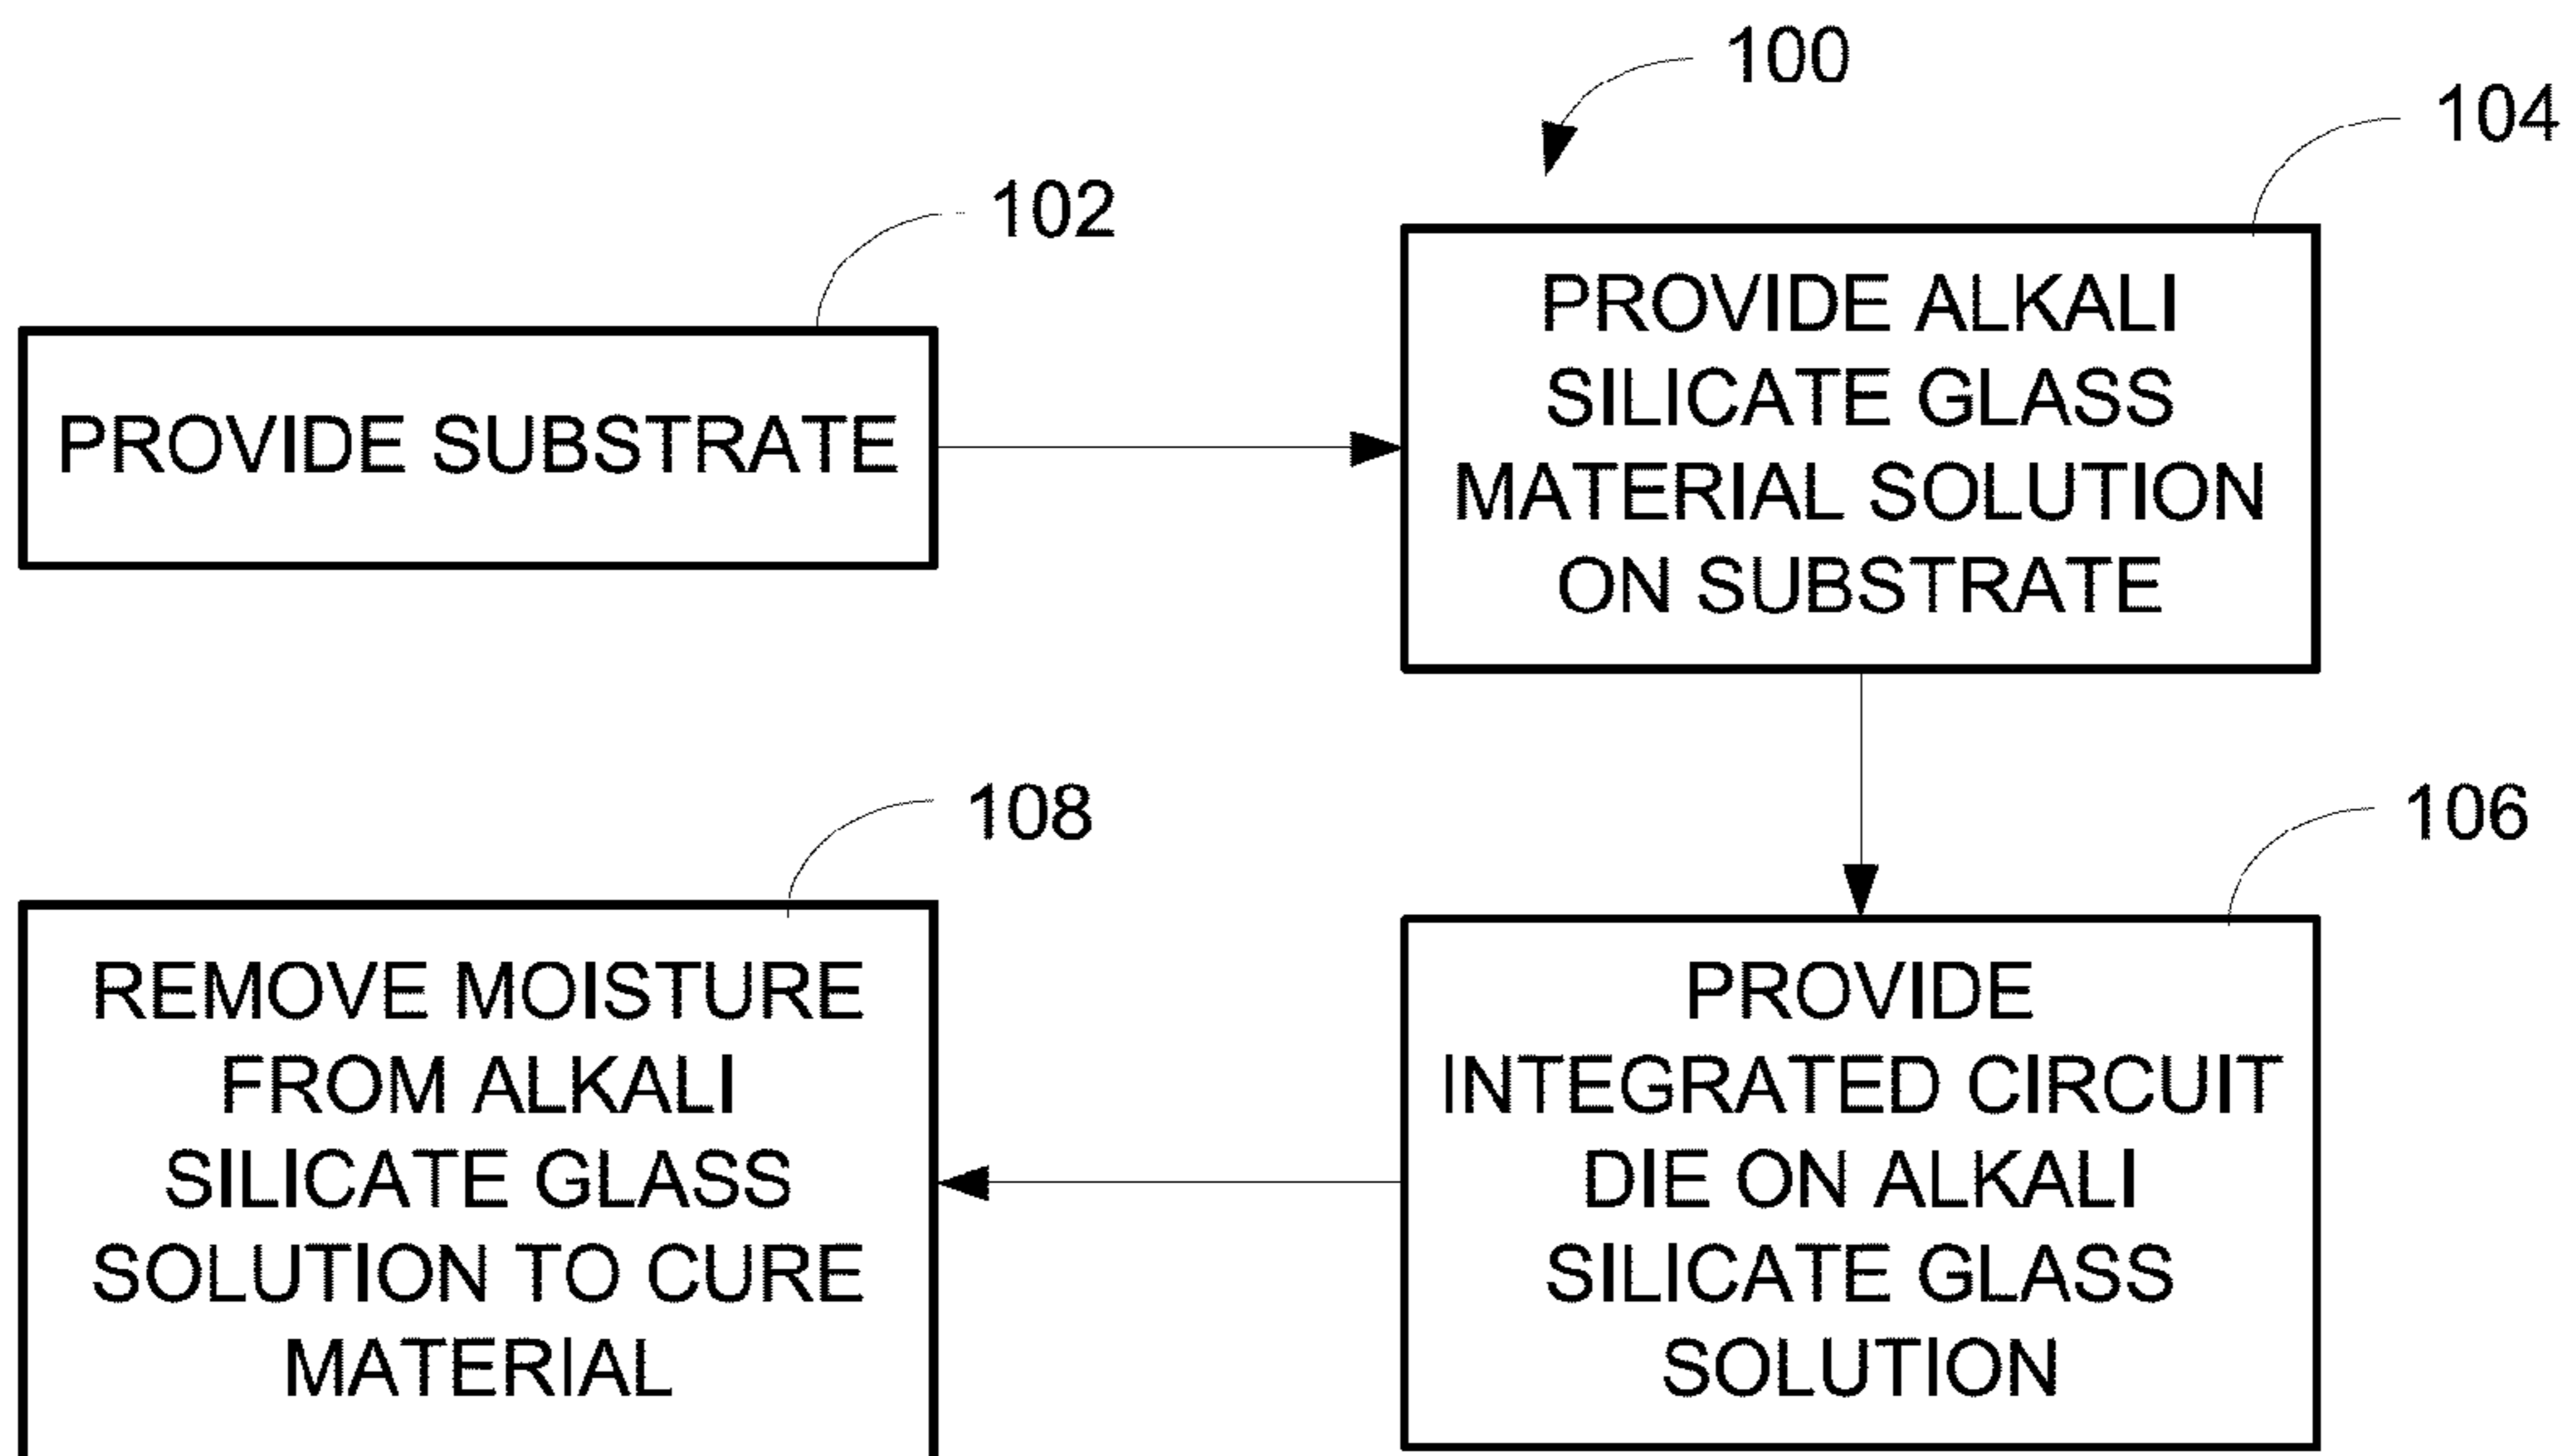 100
102
PROVIDE SUBSTRATE
104
PROVIDE ALKALI
SILICATE GLASS
MATERIAL SOLUTION
ON SUBSTRATE
106
PROVIDE
INTEGRATED CIRCUIT
DIE ON ALKALI
SILICATE GLASS
SOLUTION
108
REMOVE MOISTURE
FROM ALKALI
SILICATE GLASS
SOLUTION TO CURE
MATERIAL